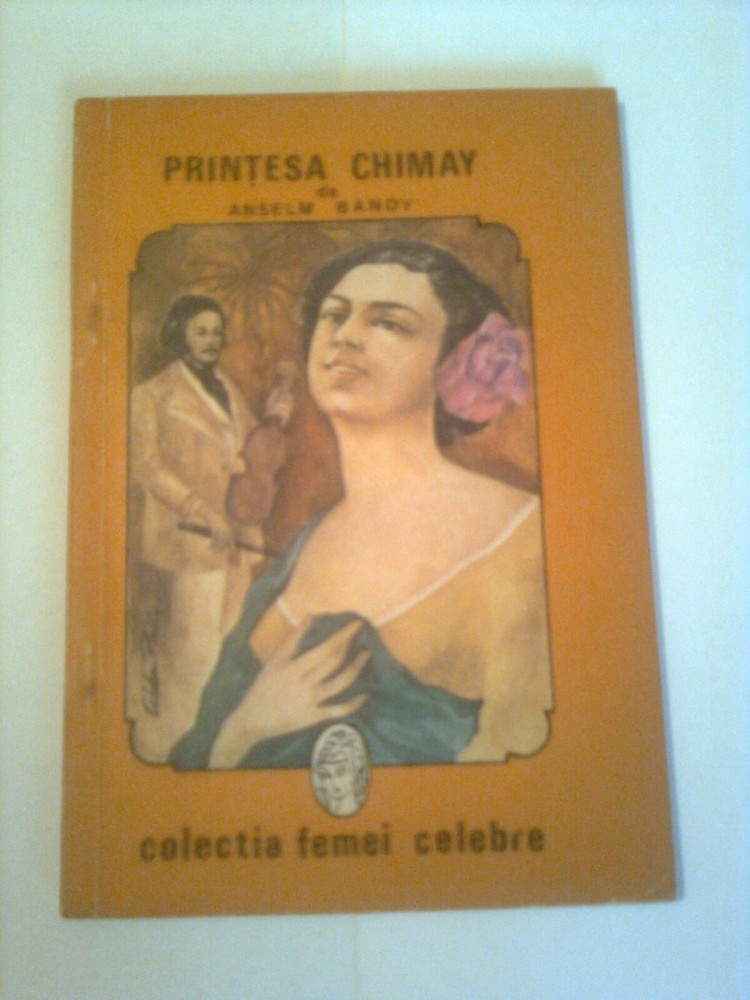 PRINȚESA CHIMAY
de
ANSELM BANDY
colectia femei celebre